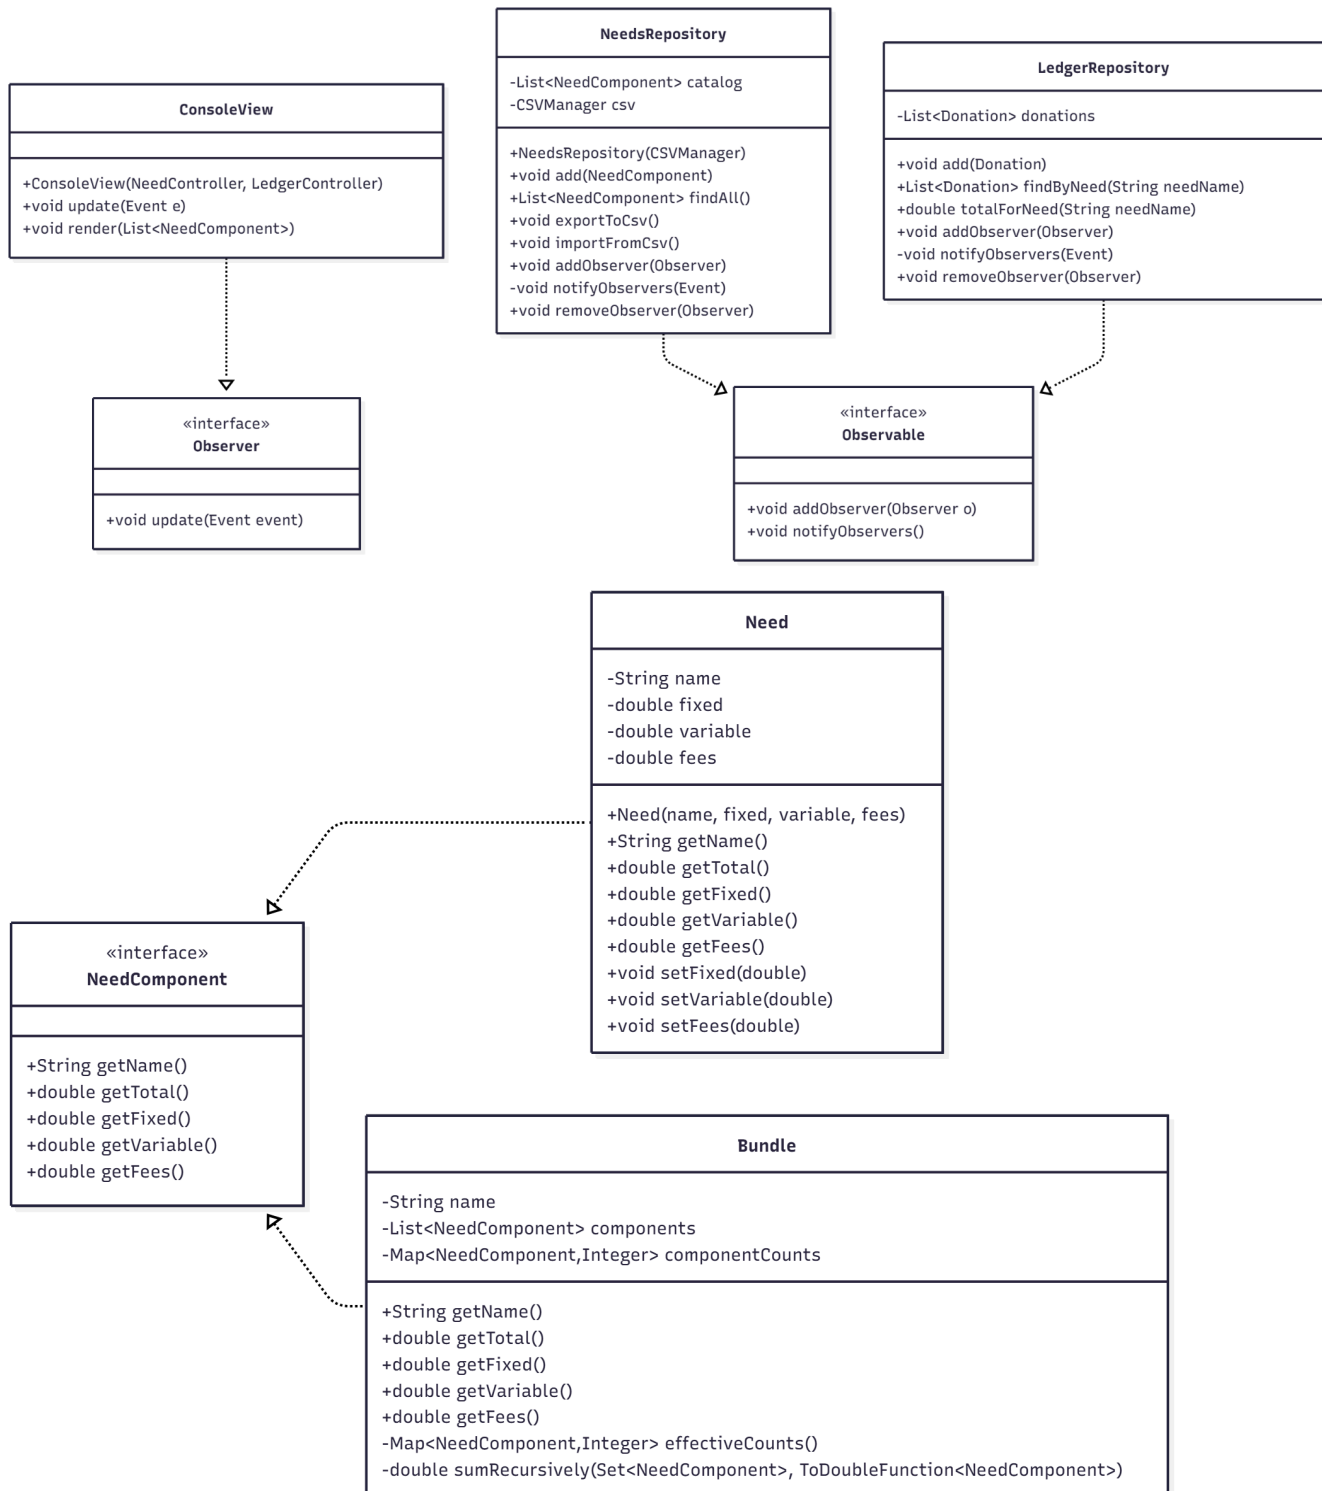 ConsoleView
+ConsoleView(NeedController, LedgerController)
+void update(Event e)
+void render(List<NeedComponent>)
NeedsRepository
-List<NeedComponent> catalog
-CSVManager csv
+NeedsRepository(CSVManager)
+void add(NeedComponent)
+List<NeedComponent> findAll()
+void exportToCsv()
+void importFromCsv()
+void addObserver(Observer)
-void notifyObservers(Event)
+void removeObserver(Observer)
LedgerRepository
-List<Donation> donations
+void add(Donation)
+List<Donation> findByNeed(String needName)
+double totalForNeed(String needName)
+void addObserver(Observer)
-void notifyObservers(Event)
+void removeObserver(Observer)
«interface»
Observer
+void update(Event event)
«interface»
Observable
+void addObserver(Observer o)
+void notifyObservers()
Need
-String name
-double fixed
-double variable
-double fees
+Need(name, fixed, variable, fees)
+String getName()
+double getTotal()
+double getFixed()
+double getVariable()
+double getFees()
+void setFixed(double)
+void setVariable(double)
+void setFees(double)
«interface»
NeedComponent
+String getName()
+double getTotal()
+double getFixed()
+double getVariable()
+double getFees()
Bundle
-String name
-List<NeedComponent> components
-Map<NeedComponent,Integer> componentCounts
+String getName()
+double getTotal()
+double getFixed()
+double getVariable()
+double getFees()
-Map<NeedComponent,Integer> effectiveCounts()
-double sumRecursively(Set<NeedComponent>, ToDoubleFunction<NeedComponent>)